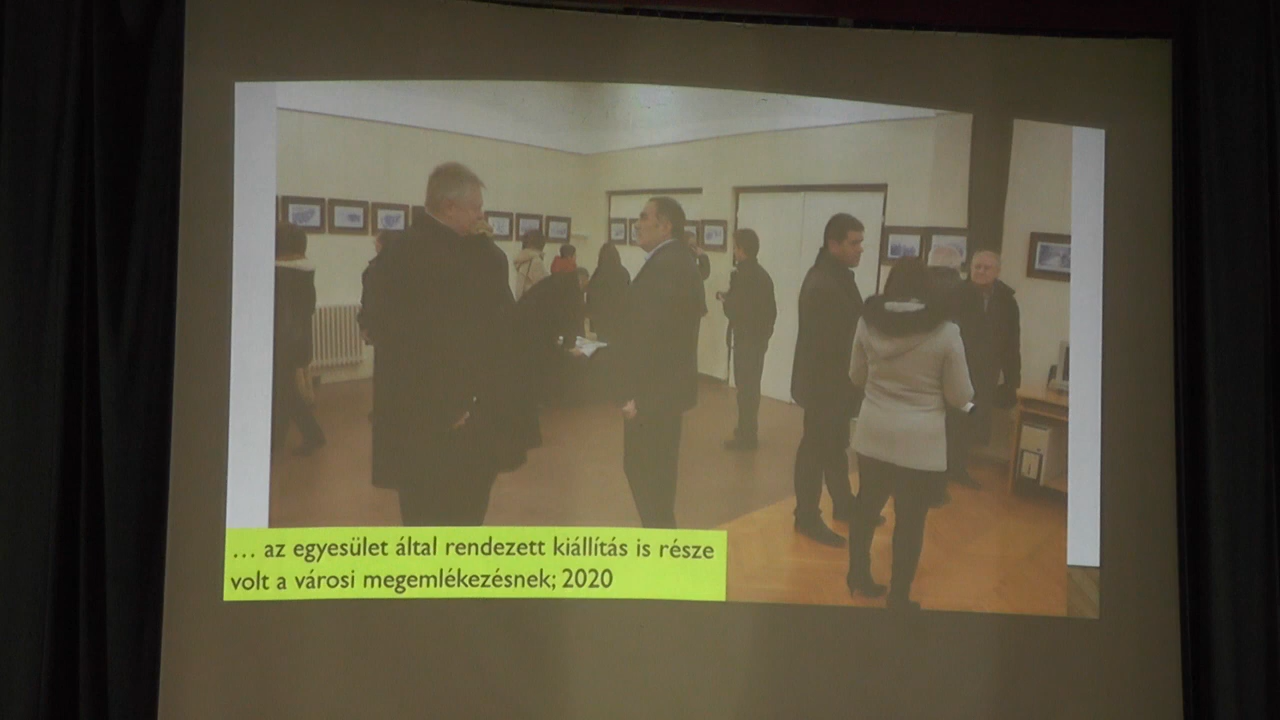 … az egyesület által rendezett kiállítás is része
volt a városi megemlékezésnek; 2020